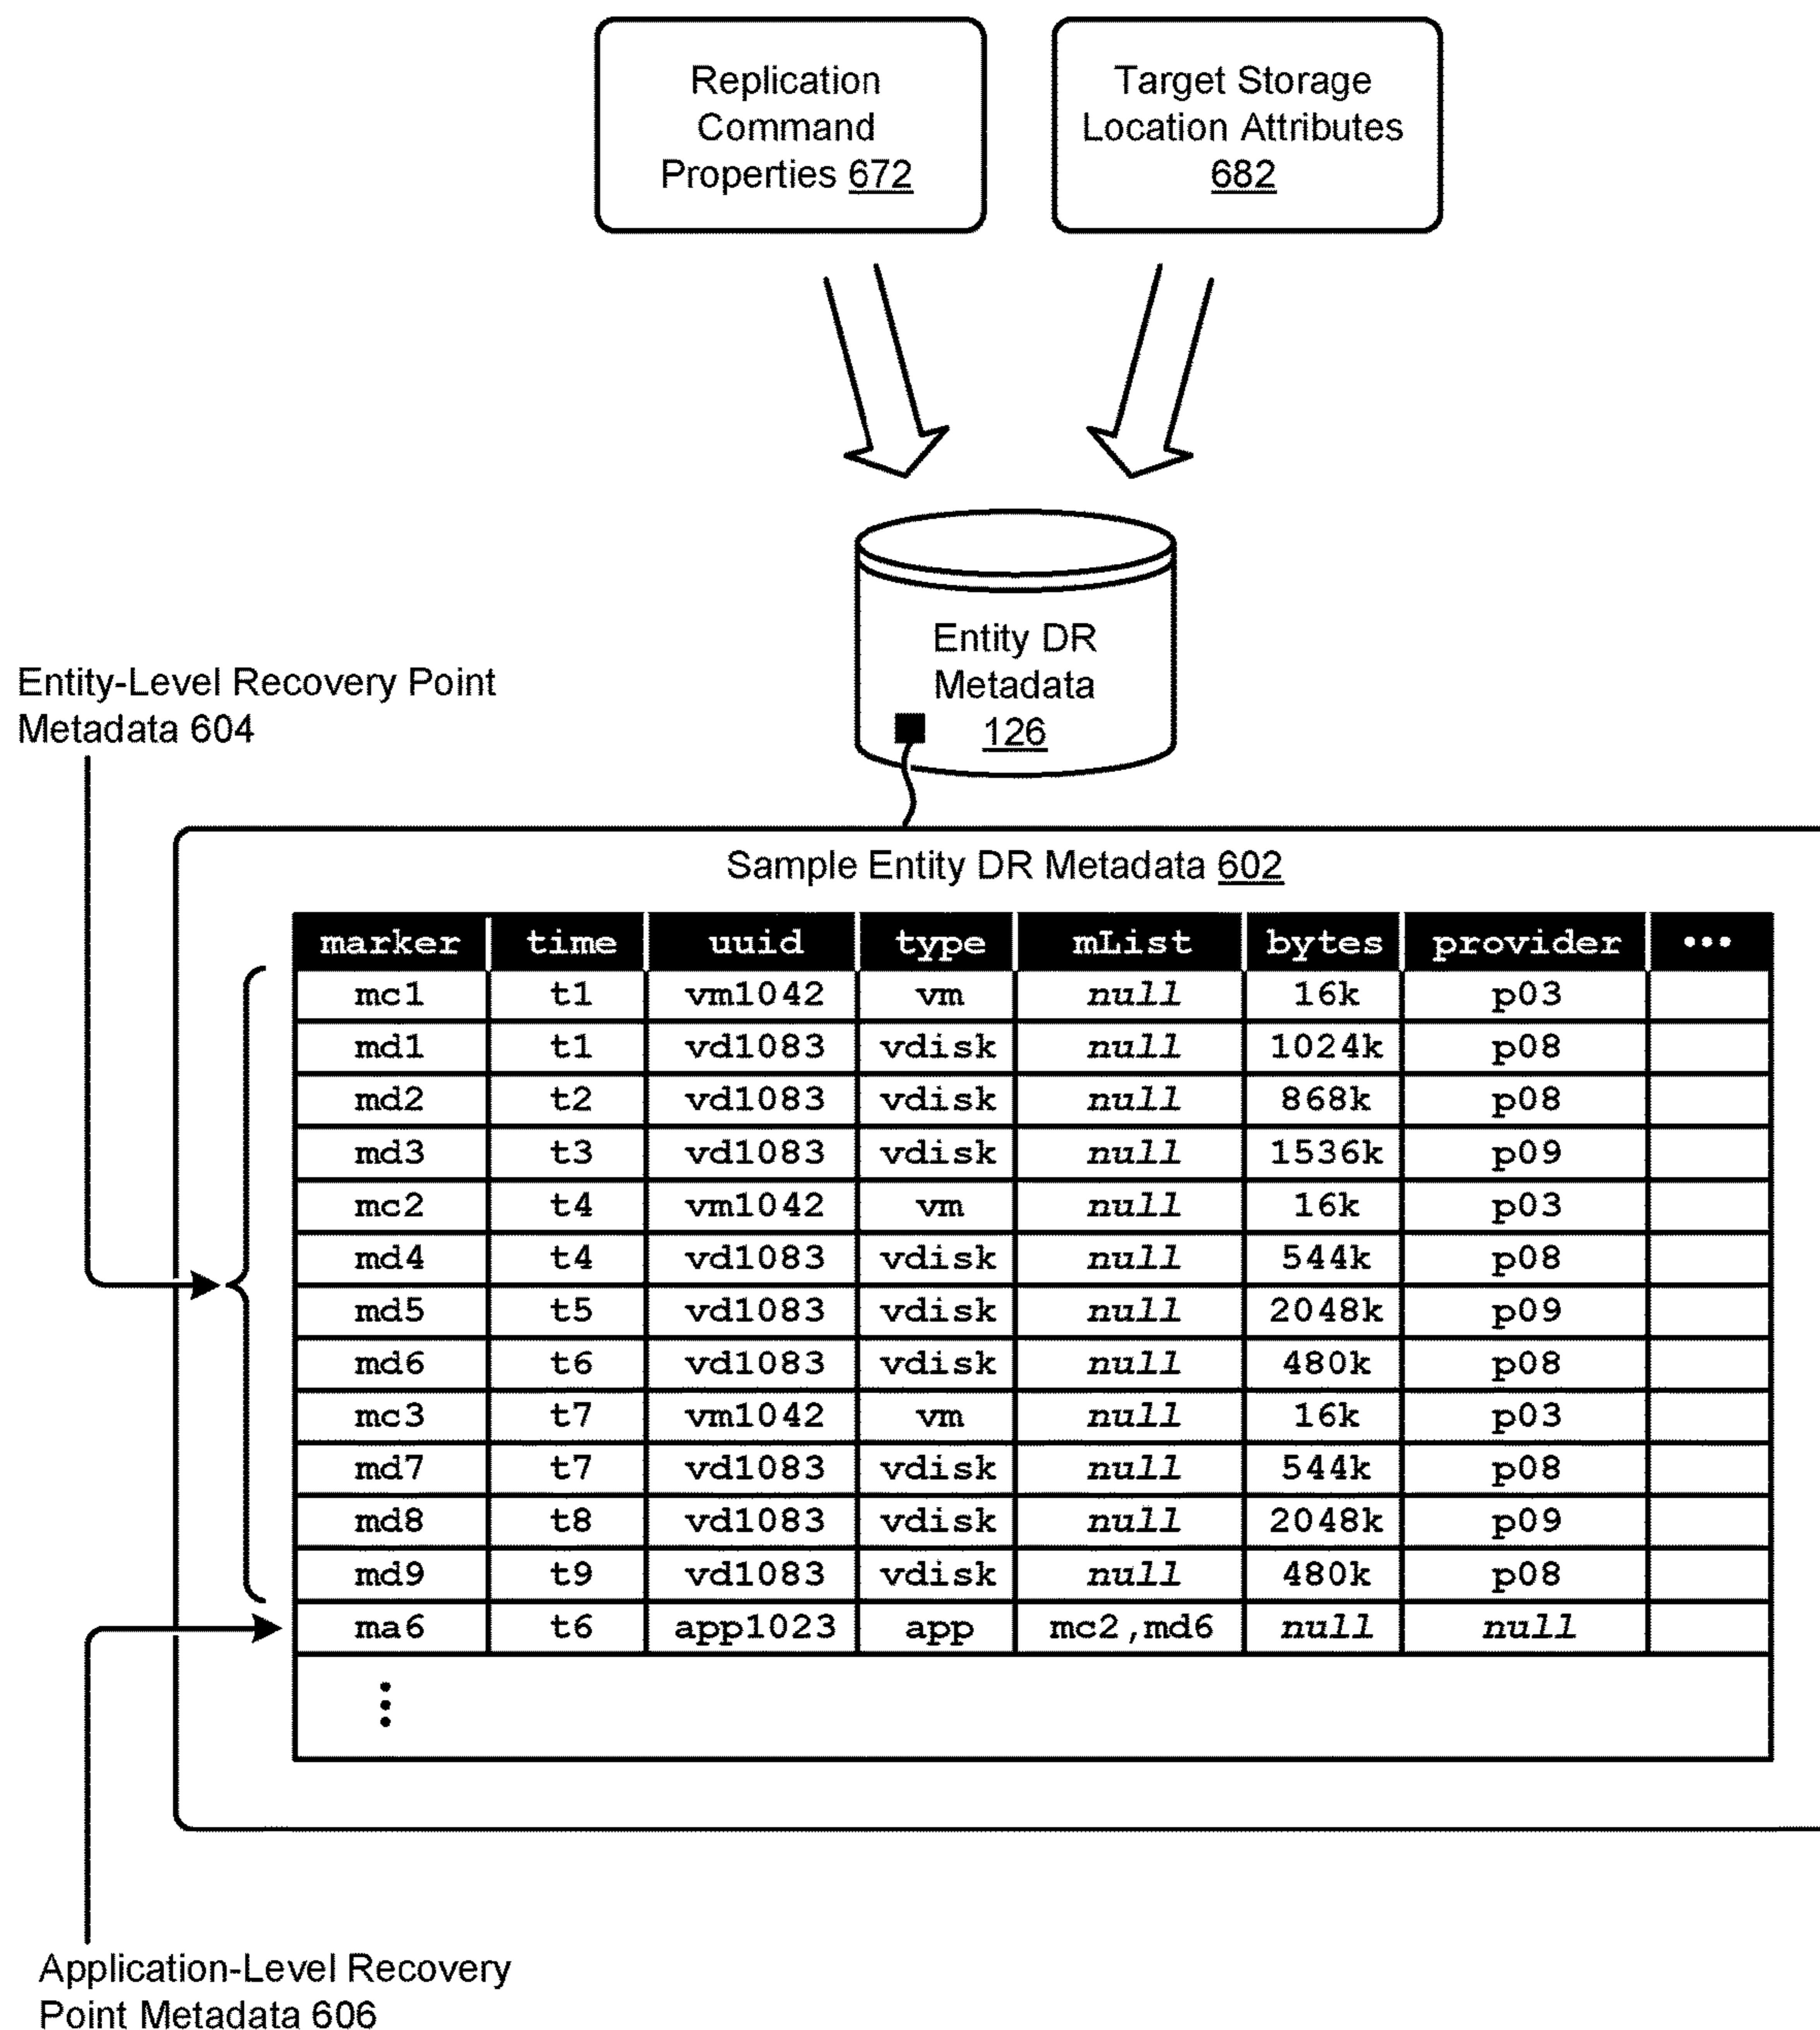 Replication
Command
Properties 672
Target Storage
Location Attributes
682
Entity DR
Metadata
126
Entity-Level Recovery Point
Metadata 604
Sample Entity DR Metadata 602
marker time uuid type mList bytes provider •••
mc1 t1 vm1042 vm null 16k p03
md1 t1 vd1083 vdisk null 1024k p08
md2 t2 vd1083 vdisk null 868k p08
md3 t3 vd1083 vdisk null 1536k p09
mc2 t4 vm1042 vm null 16k p03
md4 t4 vd1083 vdisk null 544k p08
md5 t5 vd1083 vdisk null 2048k p09
md6 t6 vd1083 vdisk null 480k p08
mc3 t7 vm1042 vm null 16k p03
md7 t7 vd1083 vdisk null 544k p08
md8 t8 vd1083 vdisk null 2048k p09
md9 t9 vd1083 vdisk null 480k p08
ma6 t6 app1023 app mc2,md6 null null
Application-Level Recovery
Point Metadata 606